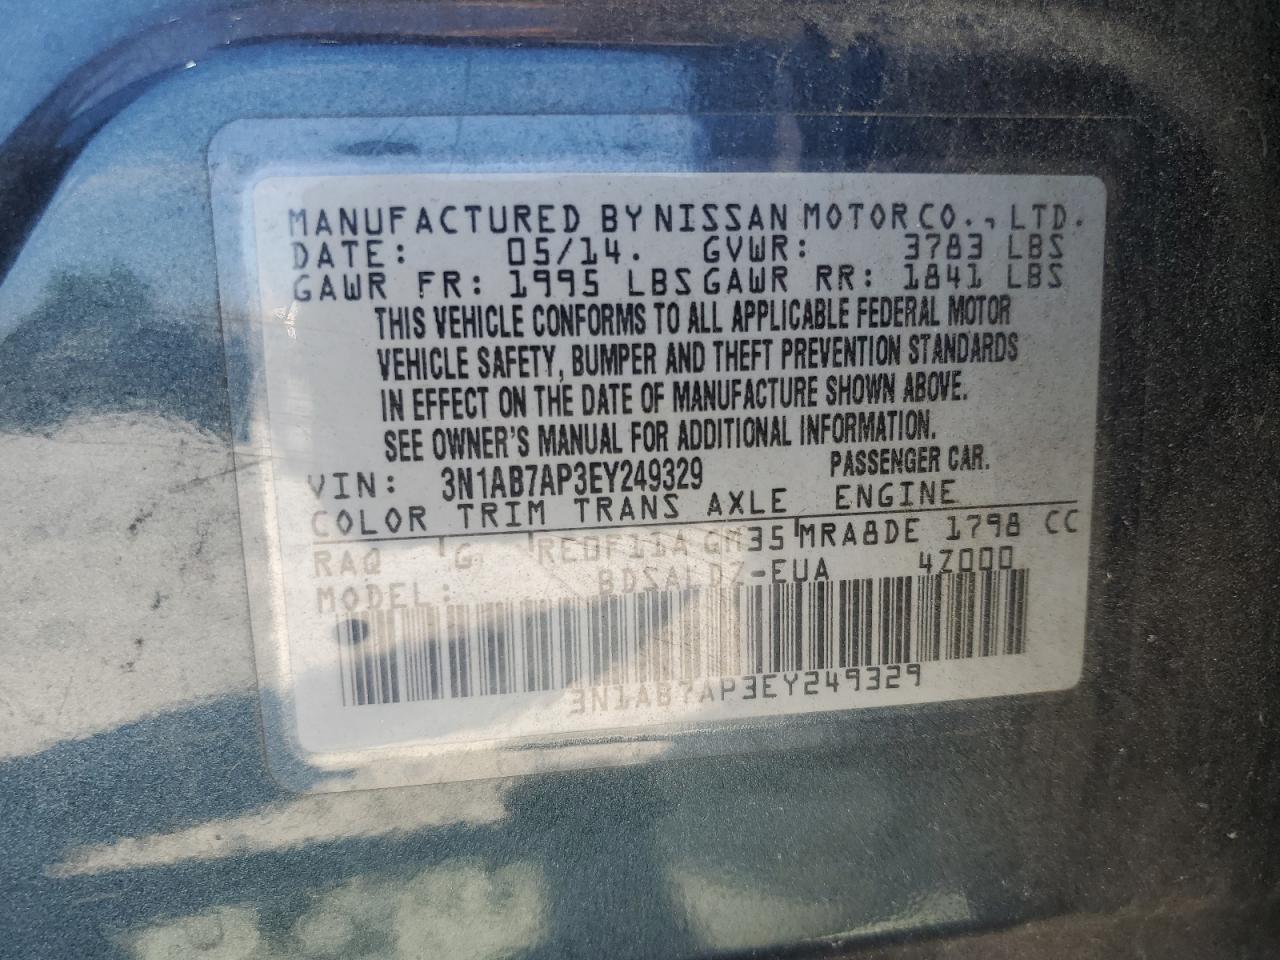 MANUFACTURED BY NISSAN MOTOR CO., LTD.
DATE: 05/14. GVWR: 3783 LBS
GAWR FR: 1995 LBS GAWR RR: 1841 LBS
THIS VEHICLE CONFORMS TO ALL APPLICABLE FEDERAL MOTOR
VEHICLE SAFETY, BUMPER AND THEFT PREVENTION STANDARDS
IN EFFECT ON THE DATE OF MANUFACTURE SHOWN ABOVE.
SEE OWNER'S MANUAL FOR ADDITIONAL INFORMATION.
VIN: 3N1AB7AP3EY249329 PASSENGER CAR.
COLOR TRIM TRANS AXLE ENGINE
RAQ G RE0F11A GM35 MRA8DE 1798 CC
MODEL: BDSALDZ-EUA 4Z000
3N1AB7AP3EY249329